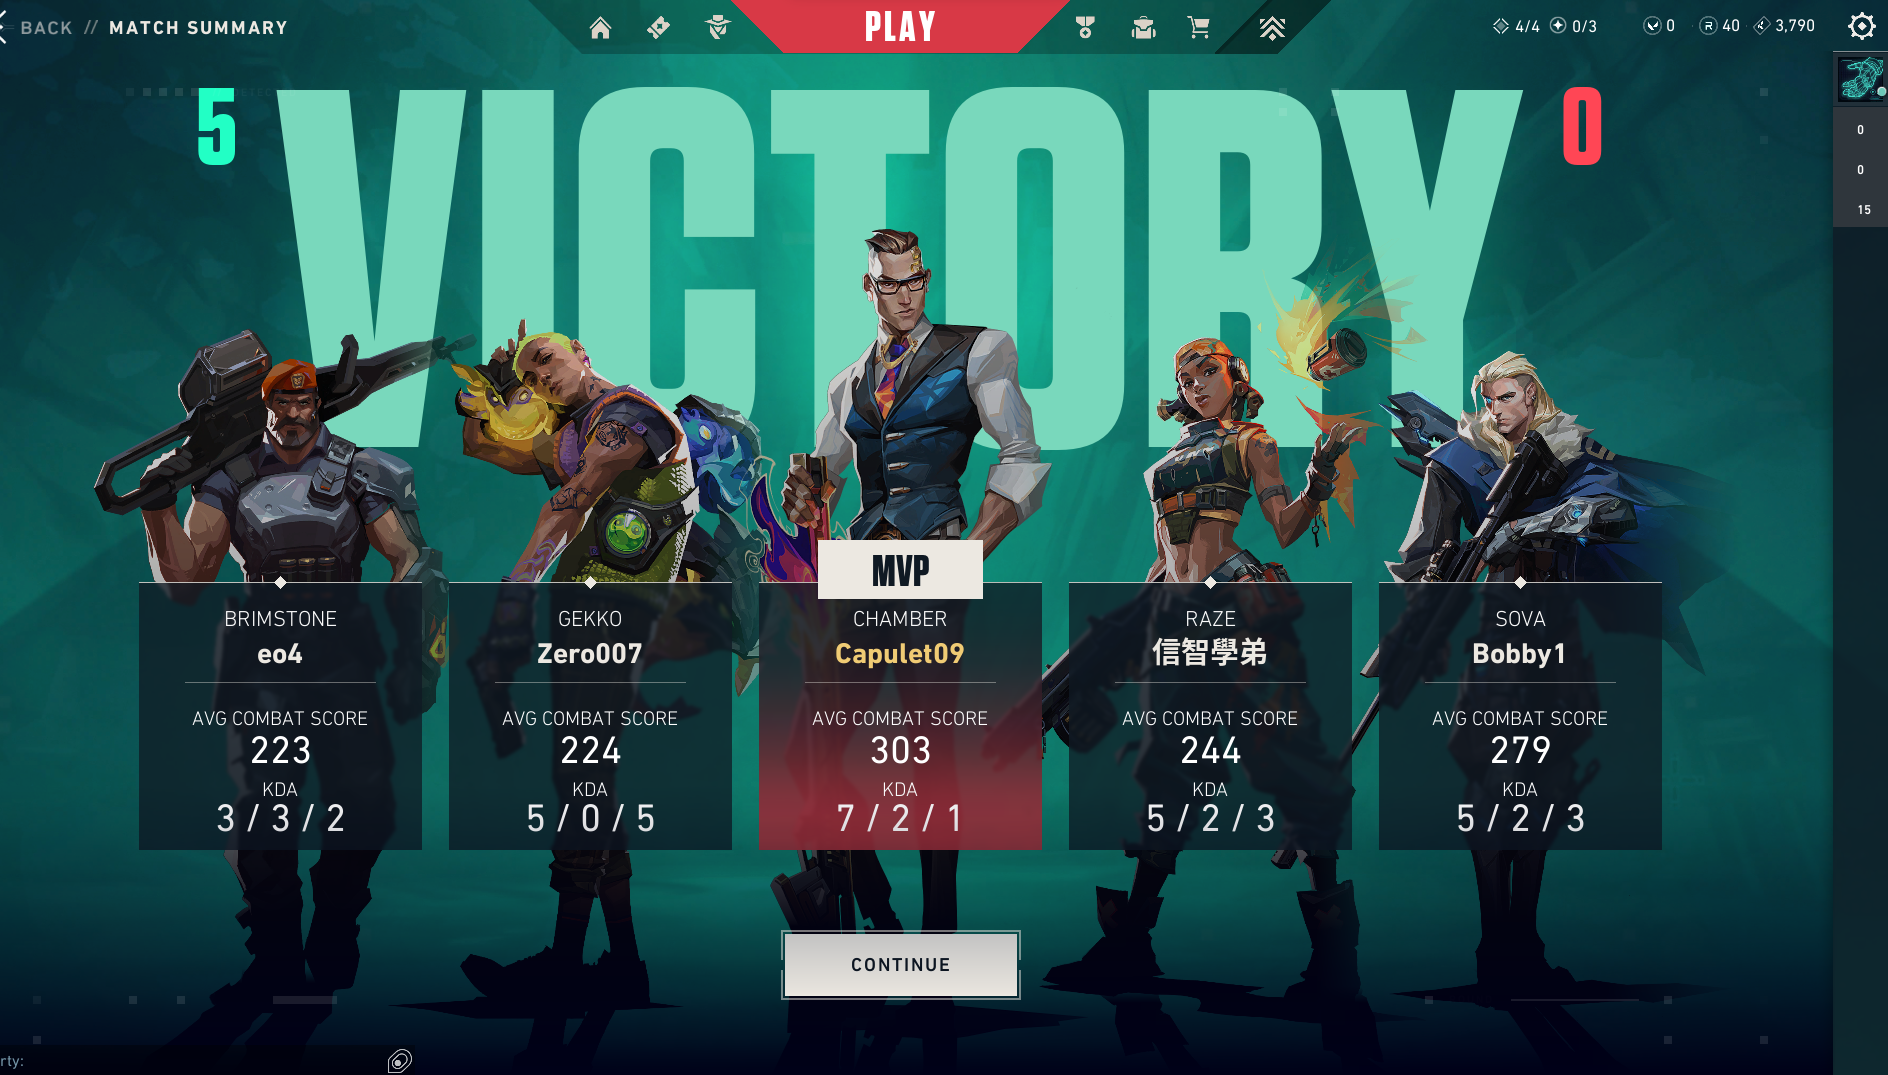 BACK // MATCH SUMMARY
PLAY
4/4 0/3 0 40 3,790
5 VICTORY 0
0
0
15
MVP
BRIMSTONE
eo4
AVG COMBAT SCORE
223
KDA
3 / 3 / 2
GEKKO
Zero007
AVG COMBAT SCORE
224
KDA
5 / 0 / 5
CHAMBER
Capulet09
AVG COMBAT SCORE
303
KDA
7 / 2 / 1
RAZE
信智學弟
AVG COMBAT SCORE
244
KDA
5 / 2 / 3
SOVA
Bobby1
AVG COMBAT SCORE
279
KDA
5 / 2 / 3
CONTINUE
rty: